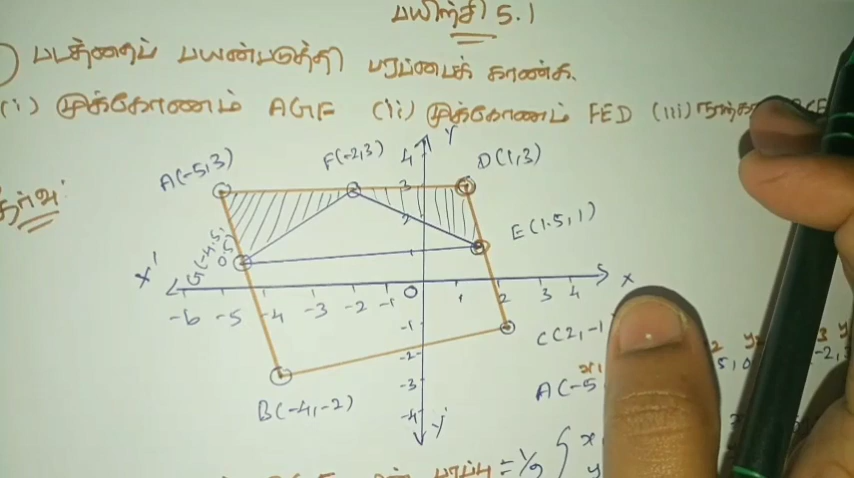 பயிற்சி 5.1
படத்தைப் பயன்படுத்தி பரப்பைக் காண்க.
(i) முக்கோணம் AGF (ii) முக்கோணம் FED (iii)
தீர்வு:
A(-5,3) F(-2,3) Y D(1,3)
4
3
2
E(1.5,1)
G(-4.5, 0.5)
1
X' X
-6 -5 -4 -3 -2 -1 O 1 2 3 4
-1
C(2,-1
-2
-3
B(-4,-2)
-4
Y'
A(-5
பரப்பு = 1/2 {